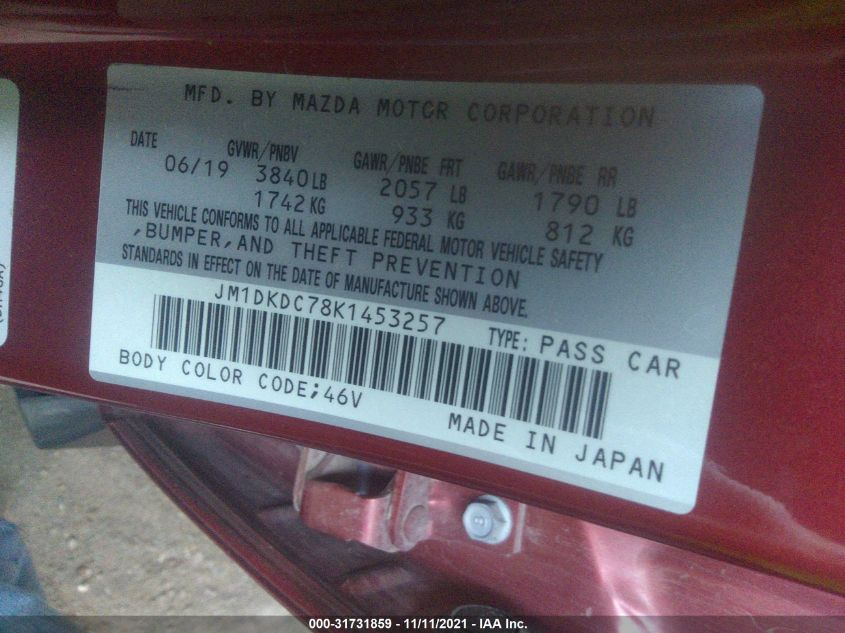 MFD. BY MAZDA MOTOR CORPORATION
DATE GVWR/PNBV GAWR/PNBE FRT GAWR/PNBE RR
06/19 3840LB 2057 LB 1790 LB
1742KG 933 KG 812 KG
THIS VEHICLE CONFORMS TO ALL APPLICABLE FEDERAL MOTOR VEHICLE SAFETY
,BUMPER,AND THEFT PREVENTION
STANDARDS IN EFFECT ON THE DATE OF MANUFACTURE SHOWN ABOVE.
JM1DKDC78K1453257 TYPE: PASS CAR
BODY COLOR CODE;46V
MADE IN JAPAN
000-31731859 - 11/11/2021 - IAA Inc.